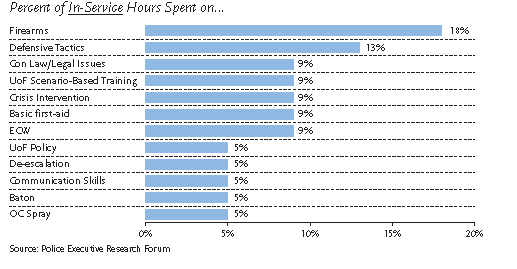 Percent of In-Service Hours Spent on...
Firearms 18%
Defensive Tactics 13%
Con Law/Legal Issues 9%
UoF Scenario-Based Training 9%
Crisis Intervention 9%
Basic first-aid 9%
ECW 9%
UoF Policy 5%
De-escalation 5%
Communication Skills 5%
Baton 5%
OC Spray 5%
0% 5% 10% 15% 20%
Source: Police Executive Research Forum